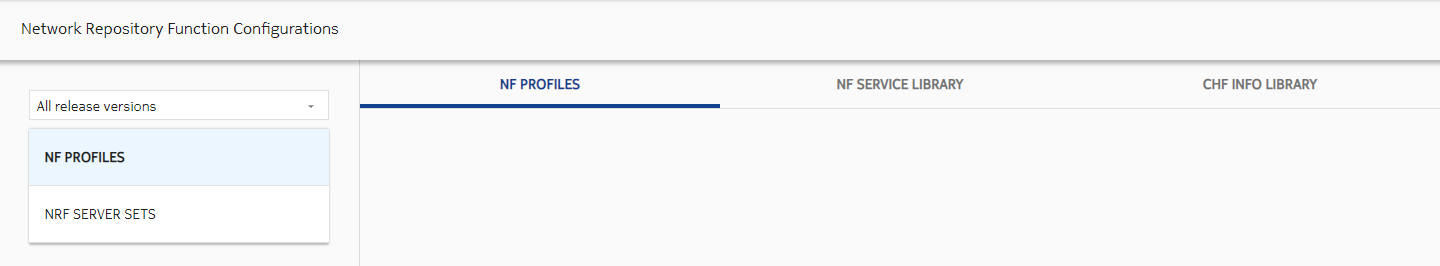 Network Repository Function Configurations
NF PROFILES
NF SERVICE LIBRARY
CHF INFO LIBRARY
All release versions
NF PROFILES
NRF SERVER SETS